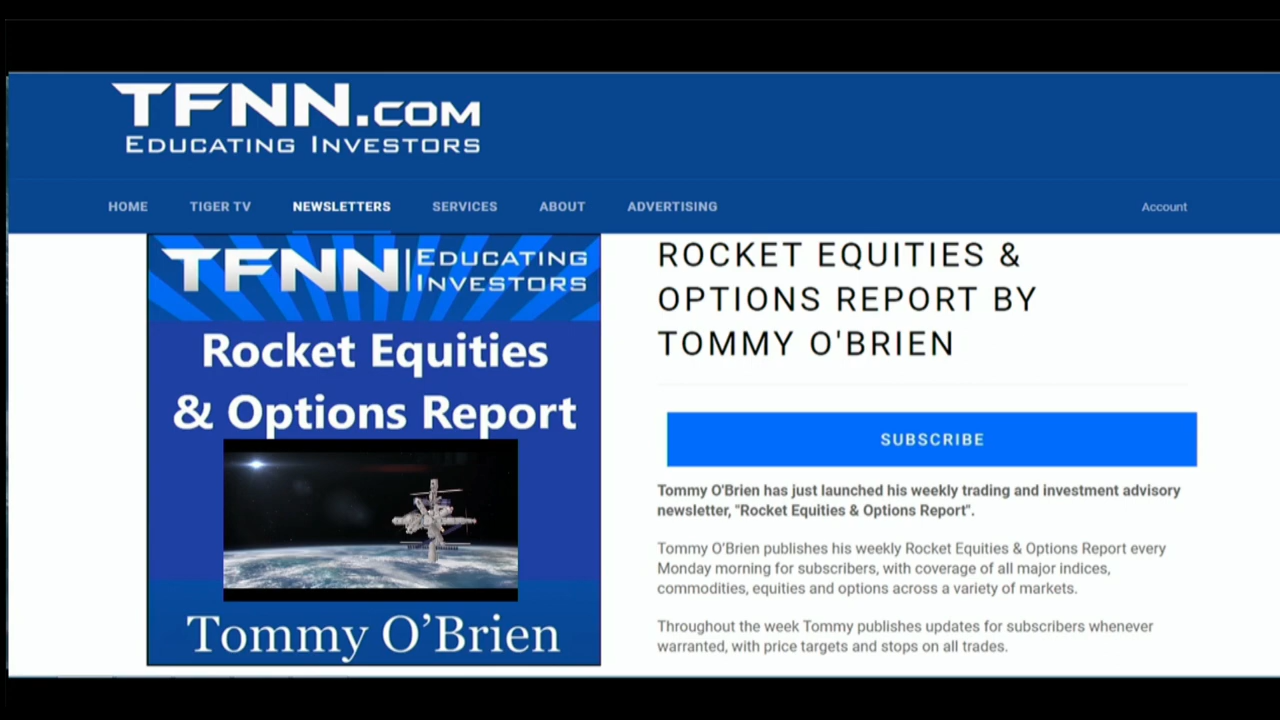 TFNN.COM
EDUCATING INVESTORS
HOME TIGER TV NEWSLETTERS SERVICES ABOUT ADVERTISING Account
TFNN EDUCATING
INVESTORS
Rocket Equities
& Options Report
Tommy O’Brien
ROCKET EQUITIES &
OPTIONS REPORT BY
TOMMY O'BRIEN
SUBSCRIBE
Tommy O'Brien has just launched his weekly trading and investment advisory
newsletter, "Rocket Equities & Options Report".
Tommy O’Brien publishes his weekly Rocket Equities & Options Report every
Monday morning for subscribers, with coverage of all major indices,
commodities, equities and options across a variety of markets.
Throughout the week Tommy publishes updates for subscribers whenever
warranted, with price targets and stops on all trades.